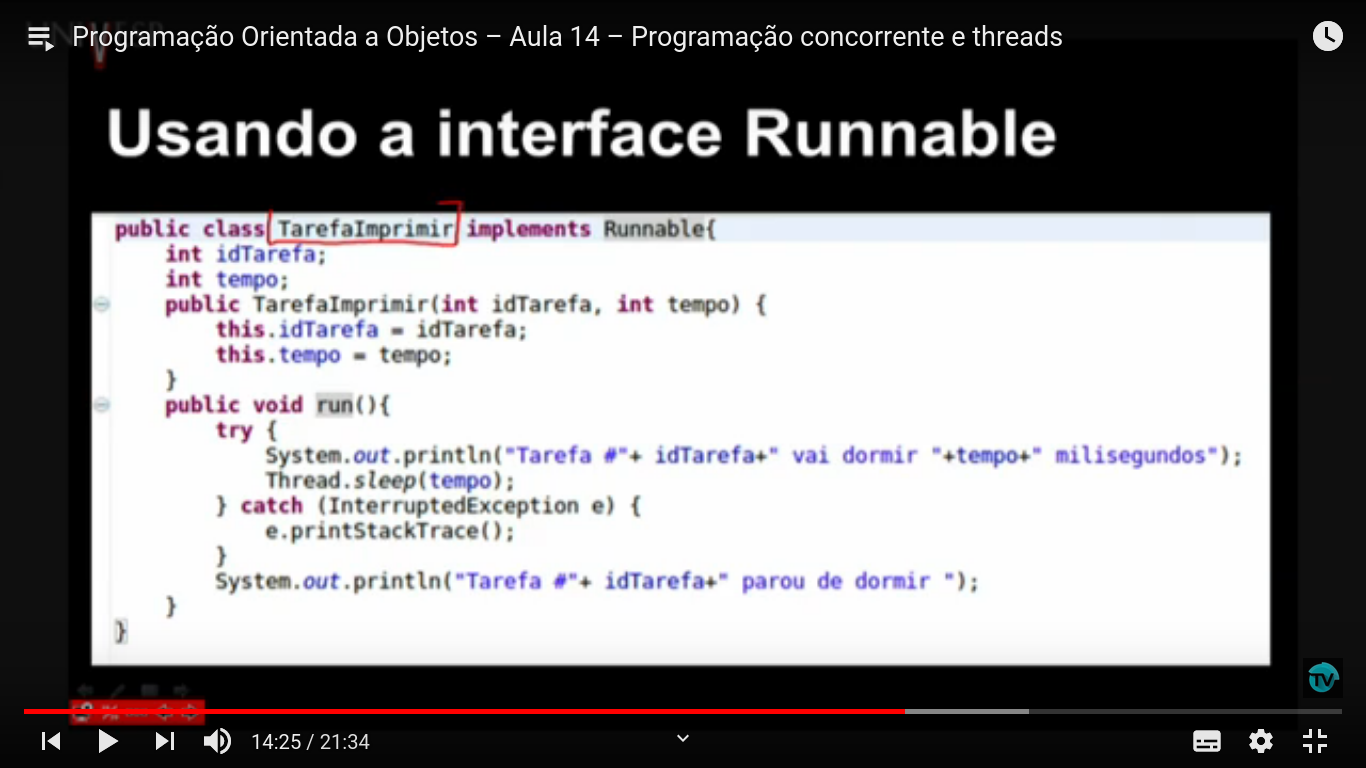 Programação Orientada a Objetos – Aula 14 – Programação concorrente e threads
Usando a interface Runnable
public class TarefaImprimir implements Runnable{
    int idTarefa;
    int tempo;
    public TarefaImprimir(int idTarefa, int tempo) {
        this.idTarefa = idTarefa;
        this.tempo = tempo;
    }
    public void run(){
        try {
            System.out.println("Tarefa #"+ idTarefa+" vai dormir "+tempo+" milisegundos");
            Thread.sleep(tempo);
        } catch (InterruptedException e) {
            e.printStackTrace();
        }
        System.out.println("Tarefa #"+ idTarefa+" parou de dormir ");
    }
}
TV
14:25 / 21:34